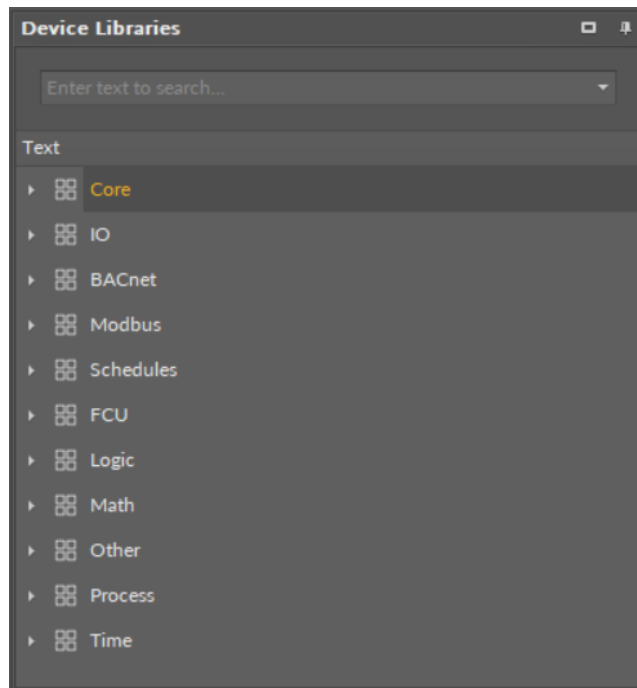 Device Libraries
Enter text to search...
Text
Core
IO
BACnet
Modbus
Schedules
FCU
Logic
Math
Other
Process
Time